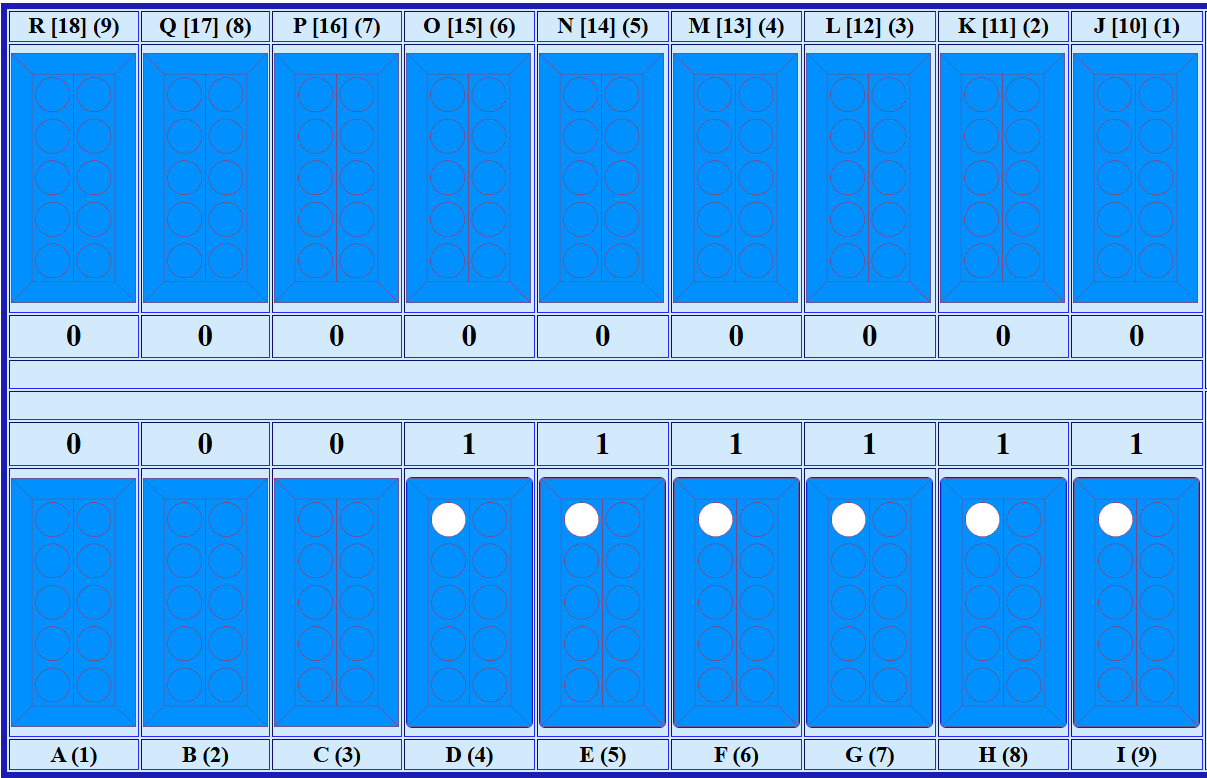 R [18] (9) Q [17] (8) P [16] (7) O [15] (6) N [14] (5) M [13] (4) L [12] (3) K [11] (2) J [10] (1)
0 0 0 0 0 0 0 0 0
0 0 0 1 1 1 1 1 1
A (1) B (2) C (3) D (4) E (5) F (6) G (7) H (8) I (9)